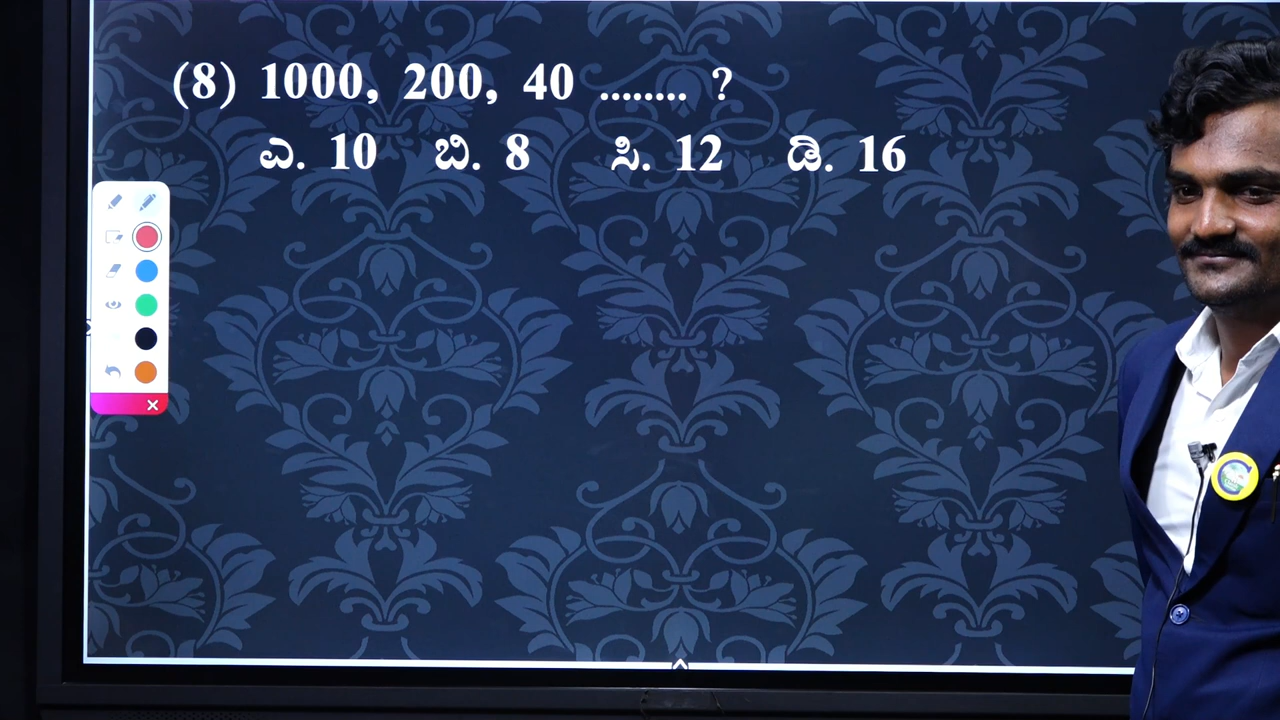 (8) 1000, 200, 40 ........ ?
ಎ. 10 ಬಿ. 8 ಸಿ. 12 ಡಿ. 16